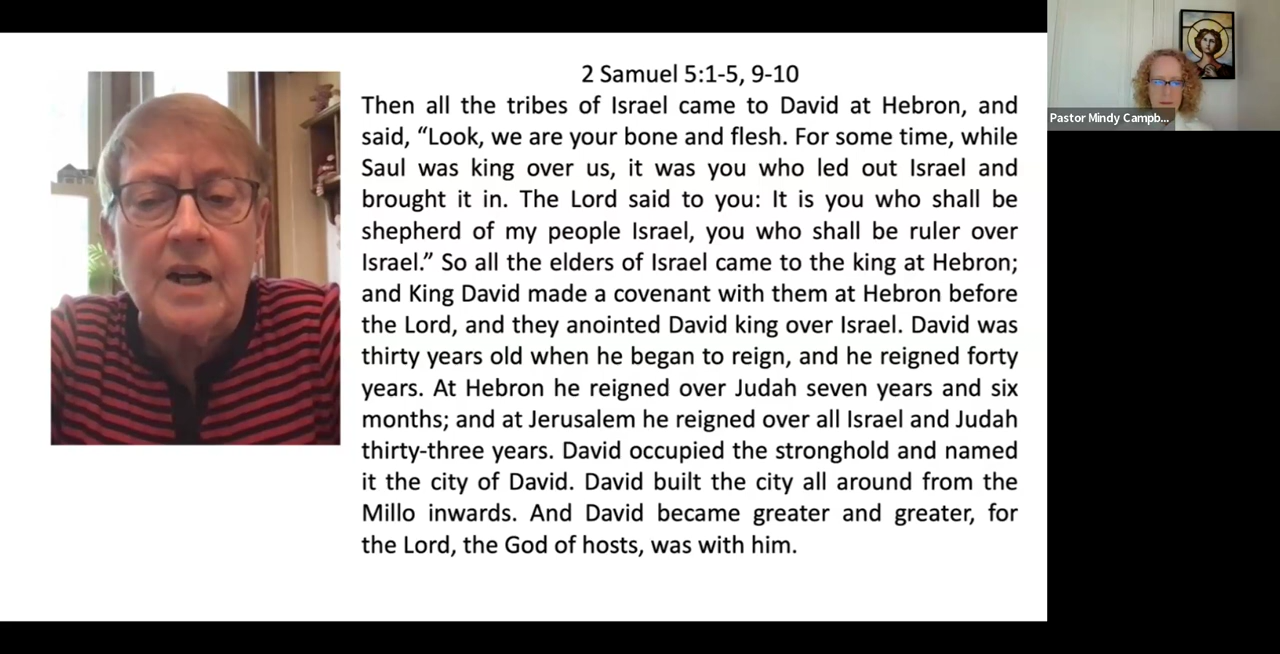 2 Samuel 5:1-5, 9-10
Then all the tribes of Israel came to David at Hebron, and
said, “Look, we are your bone and flesh. For some time, while
Saul was king over us, it was you who led out Israel and
brought it in. The Lord said to you: It is you who shall be
shepherd of my people Israel, you who shall be ruler over
Israel.” So all the elders of Israel came to the king at Hebron;
and King David made a covenant with them at Hebron before
the Lord, and they anointed David king over Israel. David was
thirty years old when he began to reign, and he reigned forty
years. At Hebron he reigned over Judah seven years and six
months; and at Jerusalem he reigned over all Israel and Judah
thirty-three years. David occupied the stronghold and named
it the city of David. David built the city all around from the
Millo inwards. And David became greater and greater, for
the Lord, the God of hosts, was with him.
Pastor Mindy Campb...